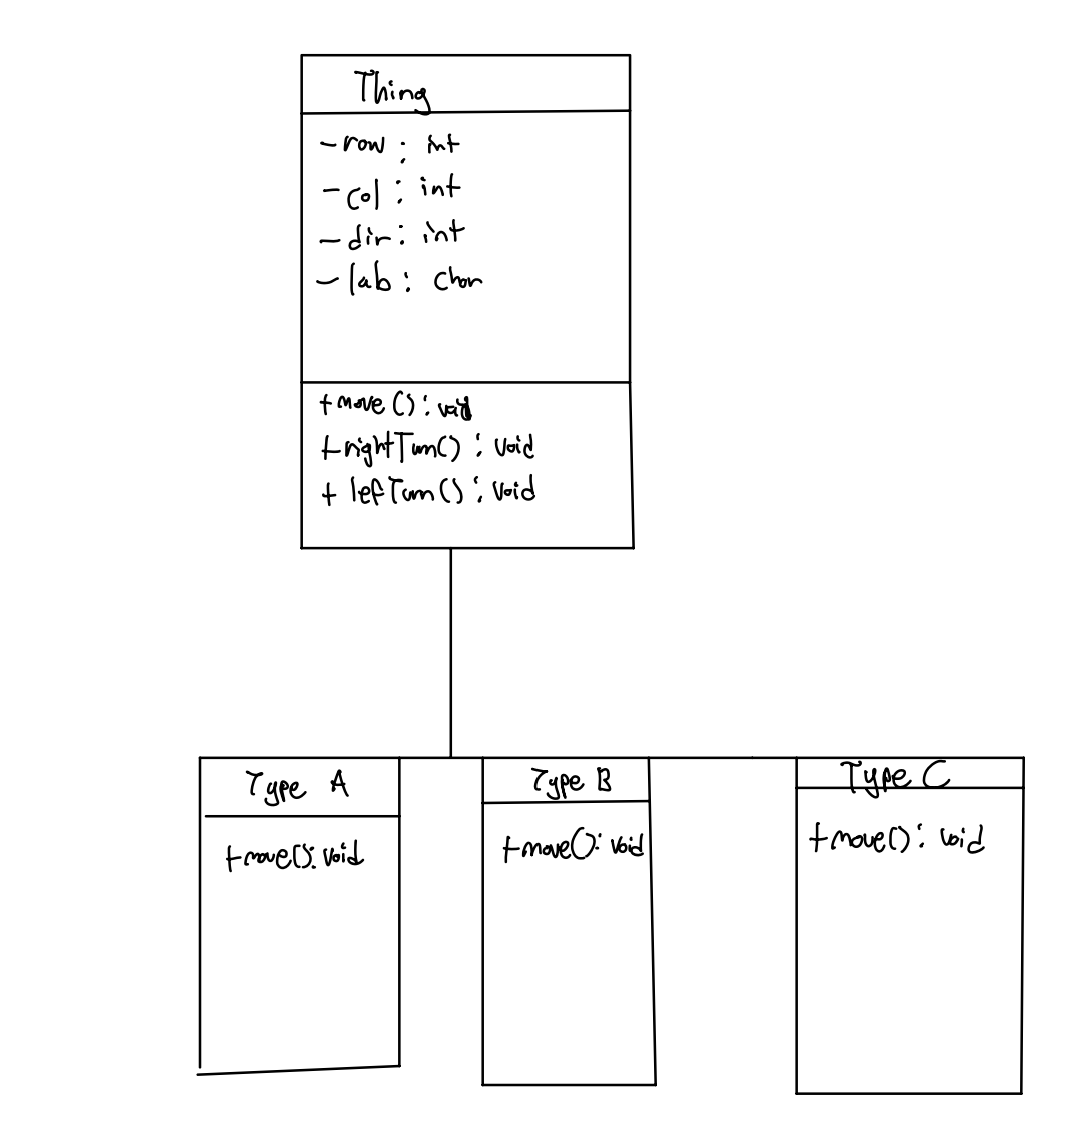 Thing
-row : int
-col : int
-dir : int
-lab : char
+move() : void
+rightTurn() : void
+ leftTurn() : void
Type A
+move() : void
Type B
+move() : void
Type C
+move() : void